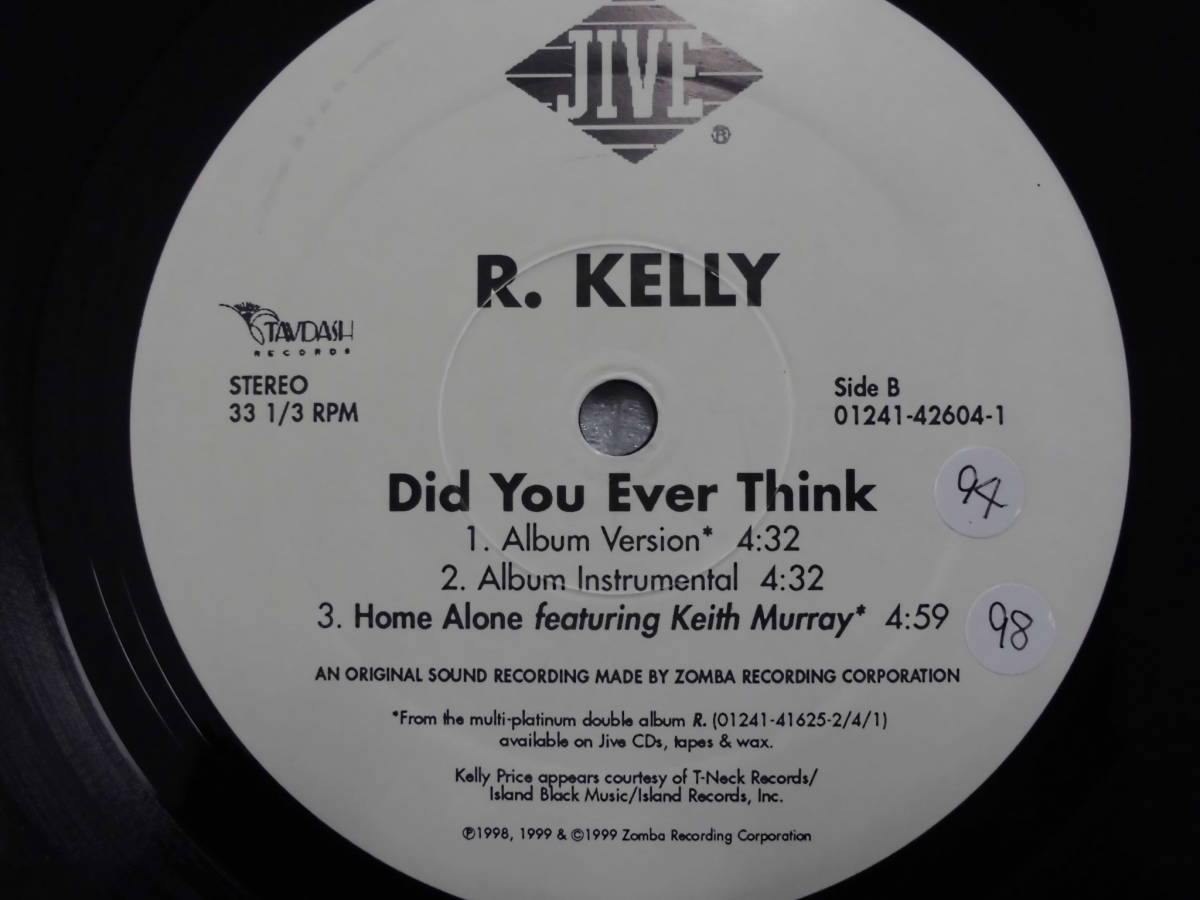 JIVE
®
R. KELLY
TAVDASH
RECORDS
STEREO
33 1/3 RPM
Side B
01241-42604-1
Did You Ever Think
94
1. Album Version* 4:32
2. Album Instrumental 4:32
3. Home Alone featuring Keith Murray* 4:59
98
AN ORIGINAL SOUND RECORDING MADE BY ZOMBA RECORDING CORPORATION
*From the multi-platinum double album R. (01241-41625-2/4/1)
available on Jive CDs, tapes & wax.
Kelly Price appears courtesy of T-Neck Records/
Island Black Music/Island Records, Inc.
℗1998, 1999 & ©1999 Zomba Recording Corporation